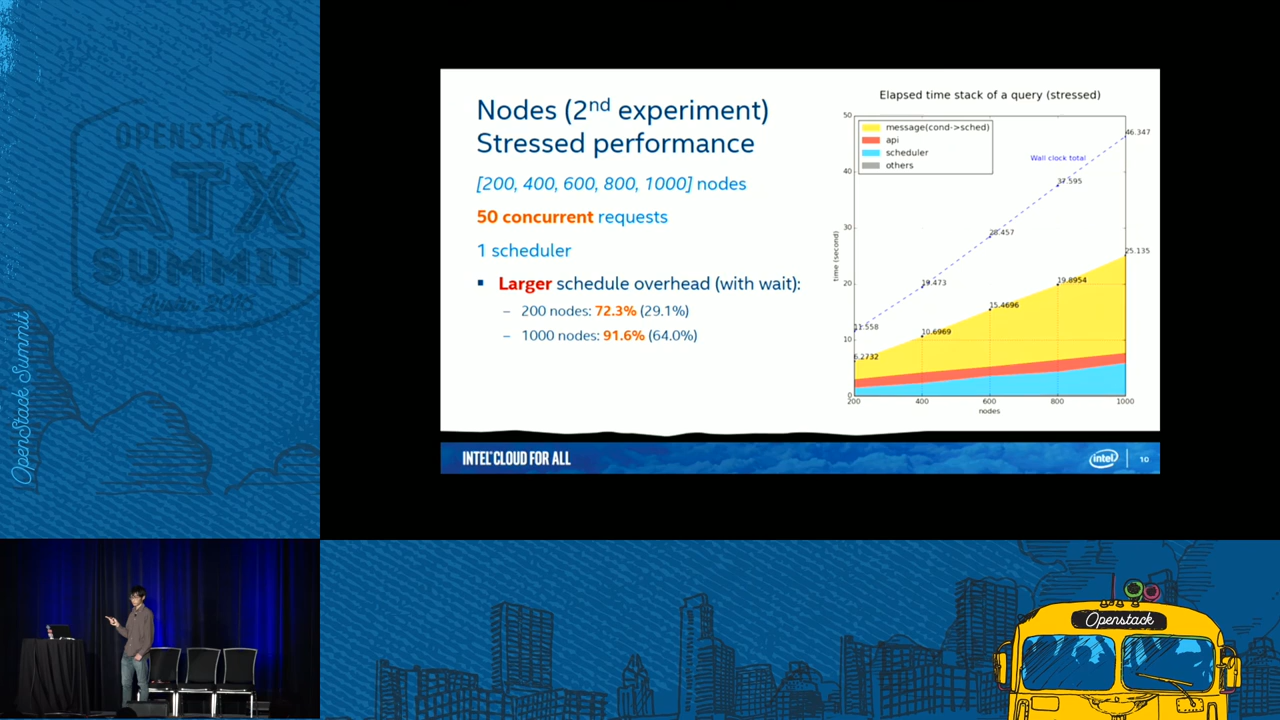 OPENSTACK
ATX
SUMMIT
OpenStack Summit
Nodes (2nd experiment)
Stressed performance
[200, 400, 600, 800, 1000] nodes
50 concurrent requests
1 scheduler
▪ Larger schedule overhead (with wait):
– 200 nodes: 72.3% (29.1%)
– 1000 nodes: 91.6% (64.0%)
Elapsed time stack of a query (stressed)
message(cond->sched)
api
scheduler
others
Wall clock total
time (second)
50
40
30
20
10
0
11.558
19.473
28.457
37.595
46.347
6.2732
10.6969
15.4696
19.8954
25.135
200
400
600
800
1000
nodes
INTEL CLOUD FOR ALL
intel
10
Openstack